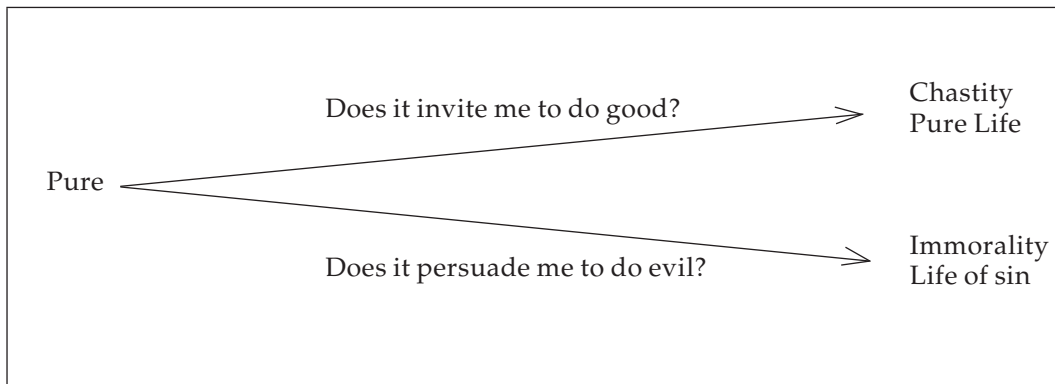 Does it invite me to do good?
Chastity
Pure Life
Pure
Does it persuade me to do evil?
Immorality
Life of sin